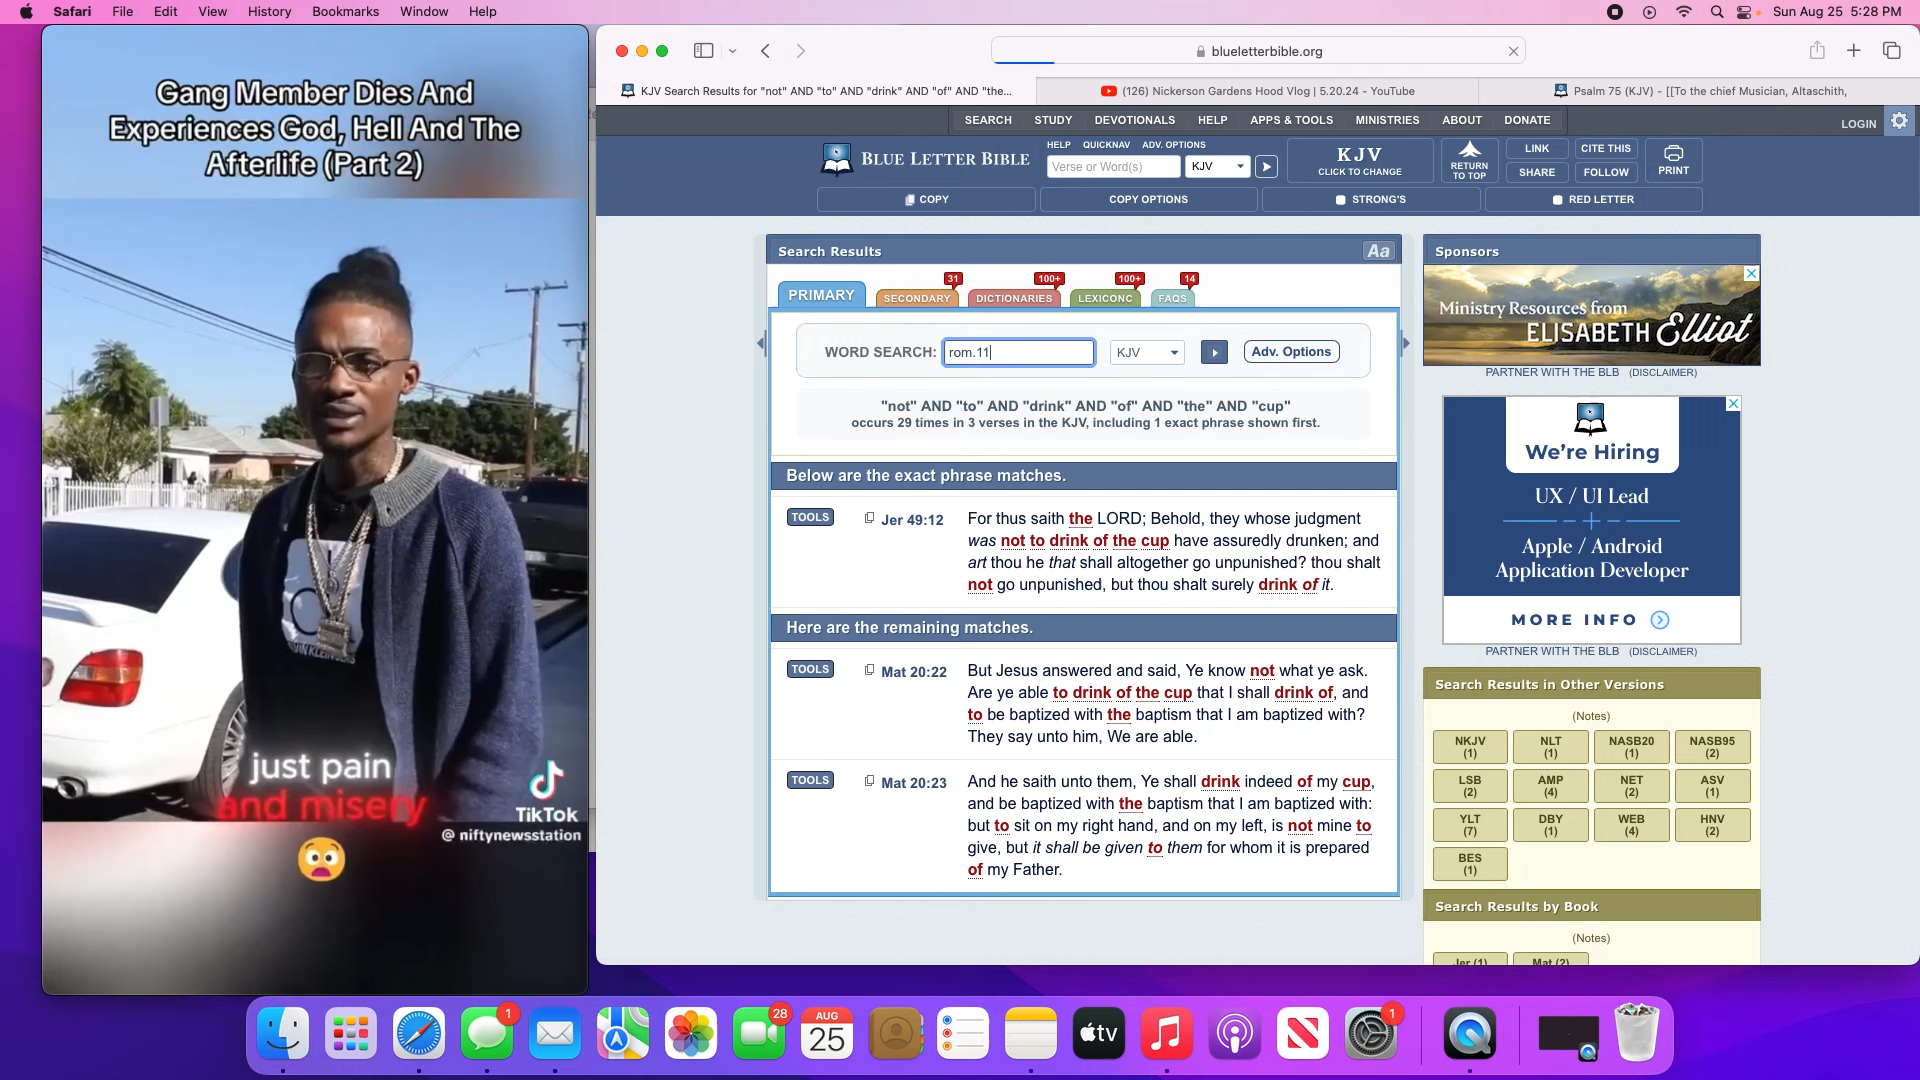 Safari File Edit View History Bookmarks Window Help
Sun Aug 25 5:28 PM
Gang Member Dies And
Experiences God, Hell And The
Afterlife (Part 2)
just pain
and misery
TikTok
@ niftynewsstation
blueletterbible.org
KJV Search Results for "not" AND "to" AND "drink" AND "of" AND "the...
(126) Nickerson Gardens Hood Vlog | 5.20.24 - YouTube
Psalm 75 (KJV) - [[To the chief Musician, Altaschith,
SEARCH STUDY DEVOTIONALS HELP APPS & TOOLS MINISTRIES ABOUT DONATE
LOGIN
BLUE LETTER BIBLE
HELP QUICKNAV ADV. OPTIONS
Verse or Word(s)
KJV
KJV
CLICK TO CHANGE
RETURN
TO TOP
LINK
CITE THIS
SHARE
FOLLOW
PRINT
COPY
COPY OPTIONS
STRONG'S
RED LETTER
Search Results
Aa
PRIMARY
31
SECONDARY
100+
DICTIONARIES
100+
LEXICONC
14
FAQS
WORD SEARCH: rom.11 KJV Adv. Options
"not" AND "to" AND "drink" AND "of" AND "the" AND "cup"
occurs 29 times in 3 verses in the KJV, including 1 exact phrase shown first.
Below are the exact phrase matches.
TOOLS
Jer 49:12
For thus saith the LORD; Behold, they whose judgment
was not to drink of the cup have assuredly drunken; and
art thou he that shall altogether go unpunished? thou shalt
not go unpunished, but thou shalt surely drink of it.
Here are the remaining matches.
TOOLS
Mat 20:22
But Jesus answered and said, Ye know not what ye ask.
Are ye able to drink of the cup that I shall drink of, and
to be baptized with the baptism that I am baptized with?
They say unto him, We are able.
TOOLS
Mat 20:23
And he saith unto them, Ye shall drink indeed of my cup,
and be baptized with the baptism that I am baptized with:
but to sit on my right hand, and on my left, is not mine to
give, but it shall be given to them for whom it is prepared
of my Father.
Sponsors
Ministry Resources from
ELISABETH Elliot
PARTNER WITH THE BLB (DISCLAIMER)
We're Hiring
UX / UI Lead
Apple / Android
Application Developer
MORE INFO
PARTNER WITH THE BLB (DISCLAIMER)
Search Results in Other Versions
(Notes)
NKJV
(1)
NLT
(1)
NASB20
(1)
NASB95
(2)
LSB
(2)
AMP
(4)
NET
(2)
ASV
(1)
YLT
(7)
DBY
(1)
WEB
(4)
HNV
(2)
BES
(1)
Search Results by Book
(Notes)
Jer (1)
Mat (2)
1
28
AUG
25
tv
1